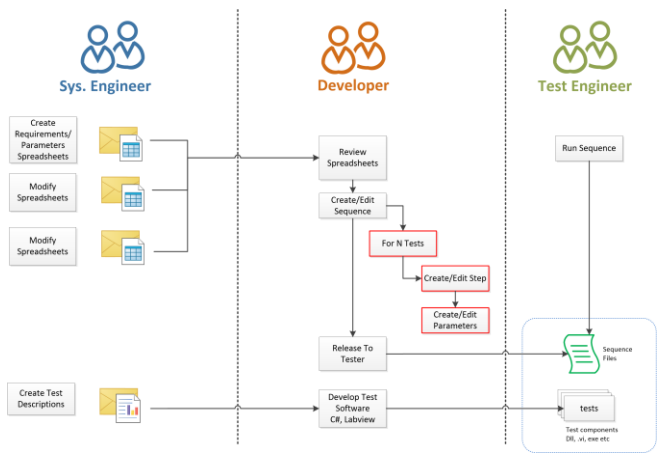 Sys. Engineer
Developer
Test Engineer
Create
Requirements/
Parameters
Spreadsheets
Modify
Spreadsheets
Modify
Spreadsheets
Create Test
Descriptions
Review
Spreadsheets
Create/Edit
Sequence
For N Tests
Create/Edit Step
Create/Edit
Parameters
Release To
Tester
Develop Test
Software
C#, Labview
Run Sequence
Sequence
Files
tests
Test components
Dll, .vi, exe etc